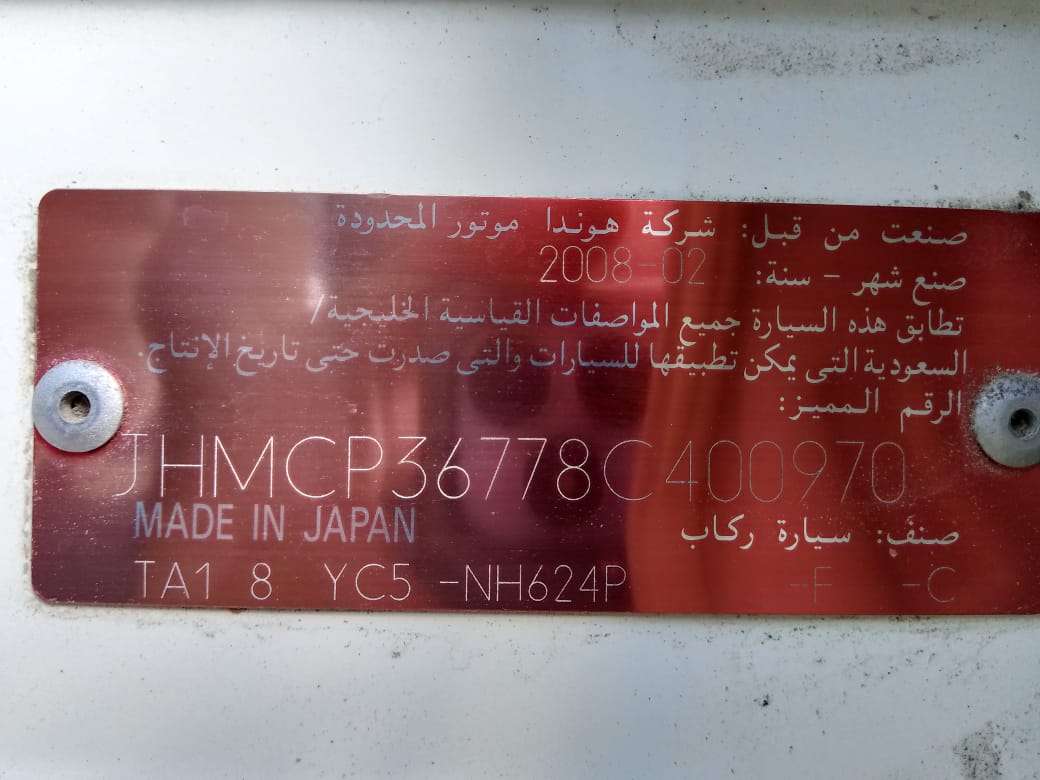 صنعت من قبل: شركة هوندا موتور المحدودة
صنع شهر - سنة: 2008-02
تطابق هذه السيارة جميع المواصفات القياسية الخليجية/
السعودية التى يمكن تطبيقها للسيارات والتى صدرت حتى تاريخ الإنتاج.
الرقم المميز:
JHMCP36778C400970
MADE IN JAPAN صنف: سيارة ركاب
TA1 8 YC5 -NH624P -F -C